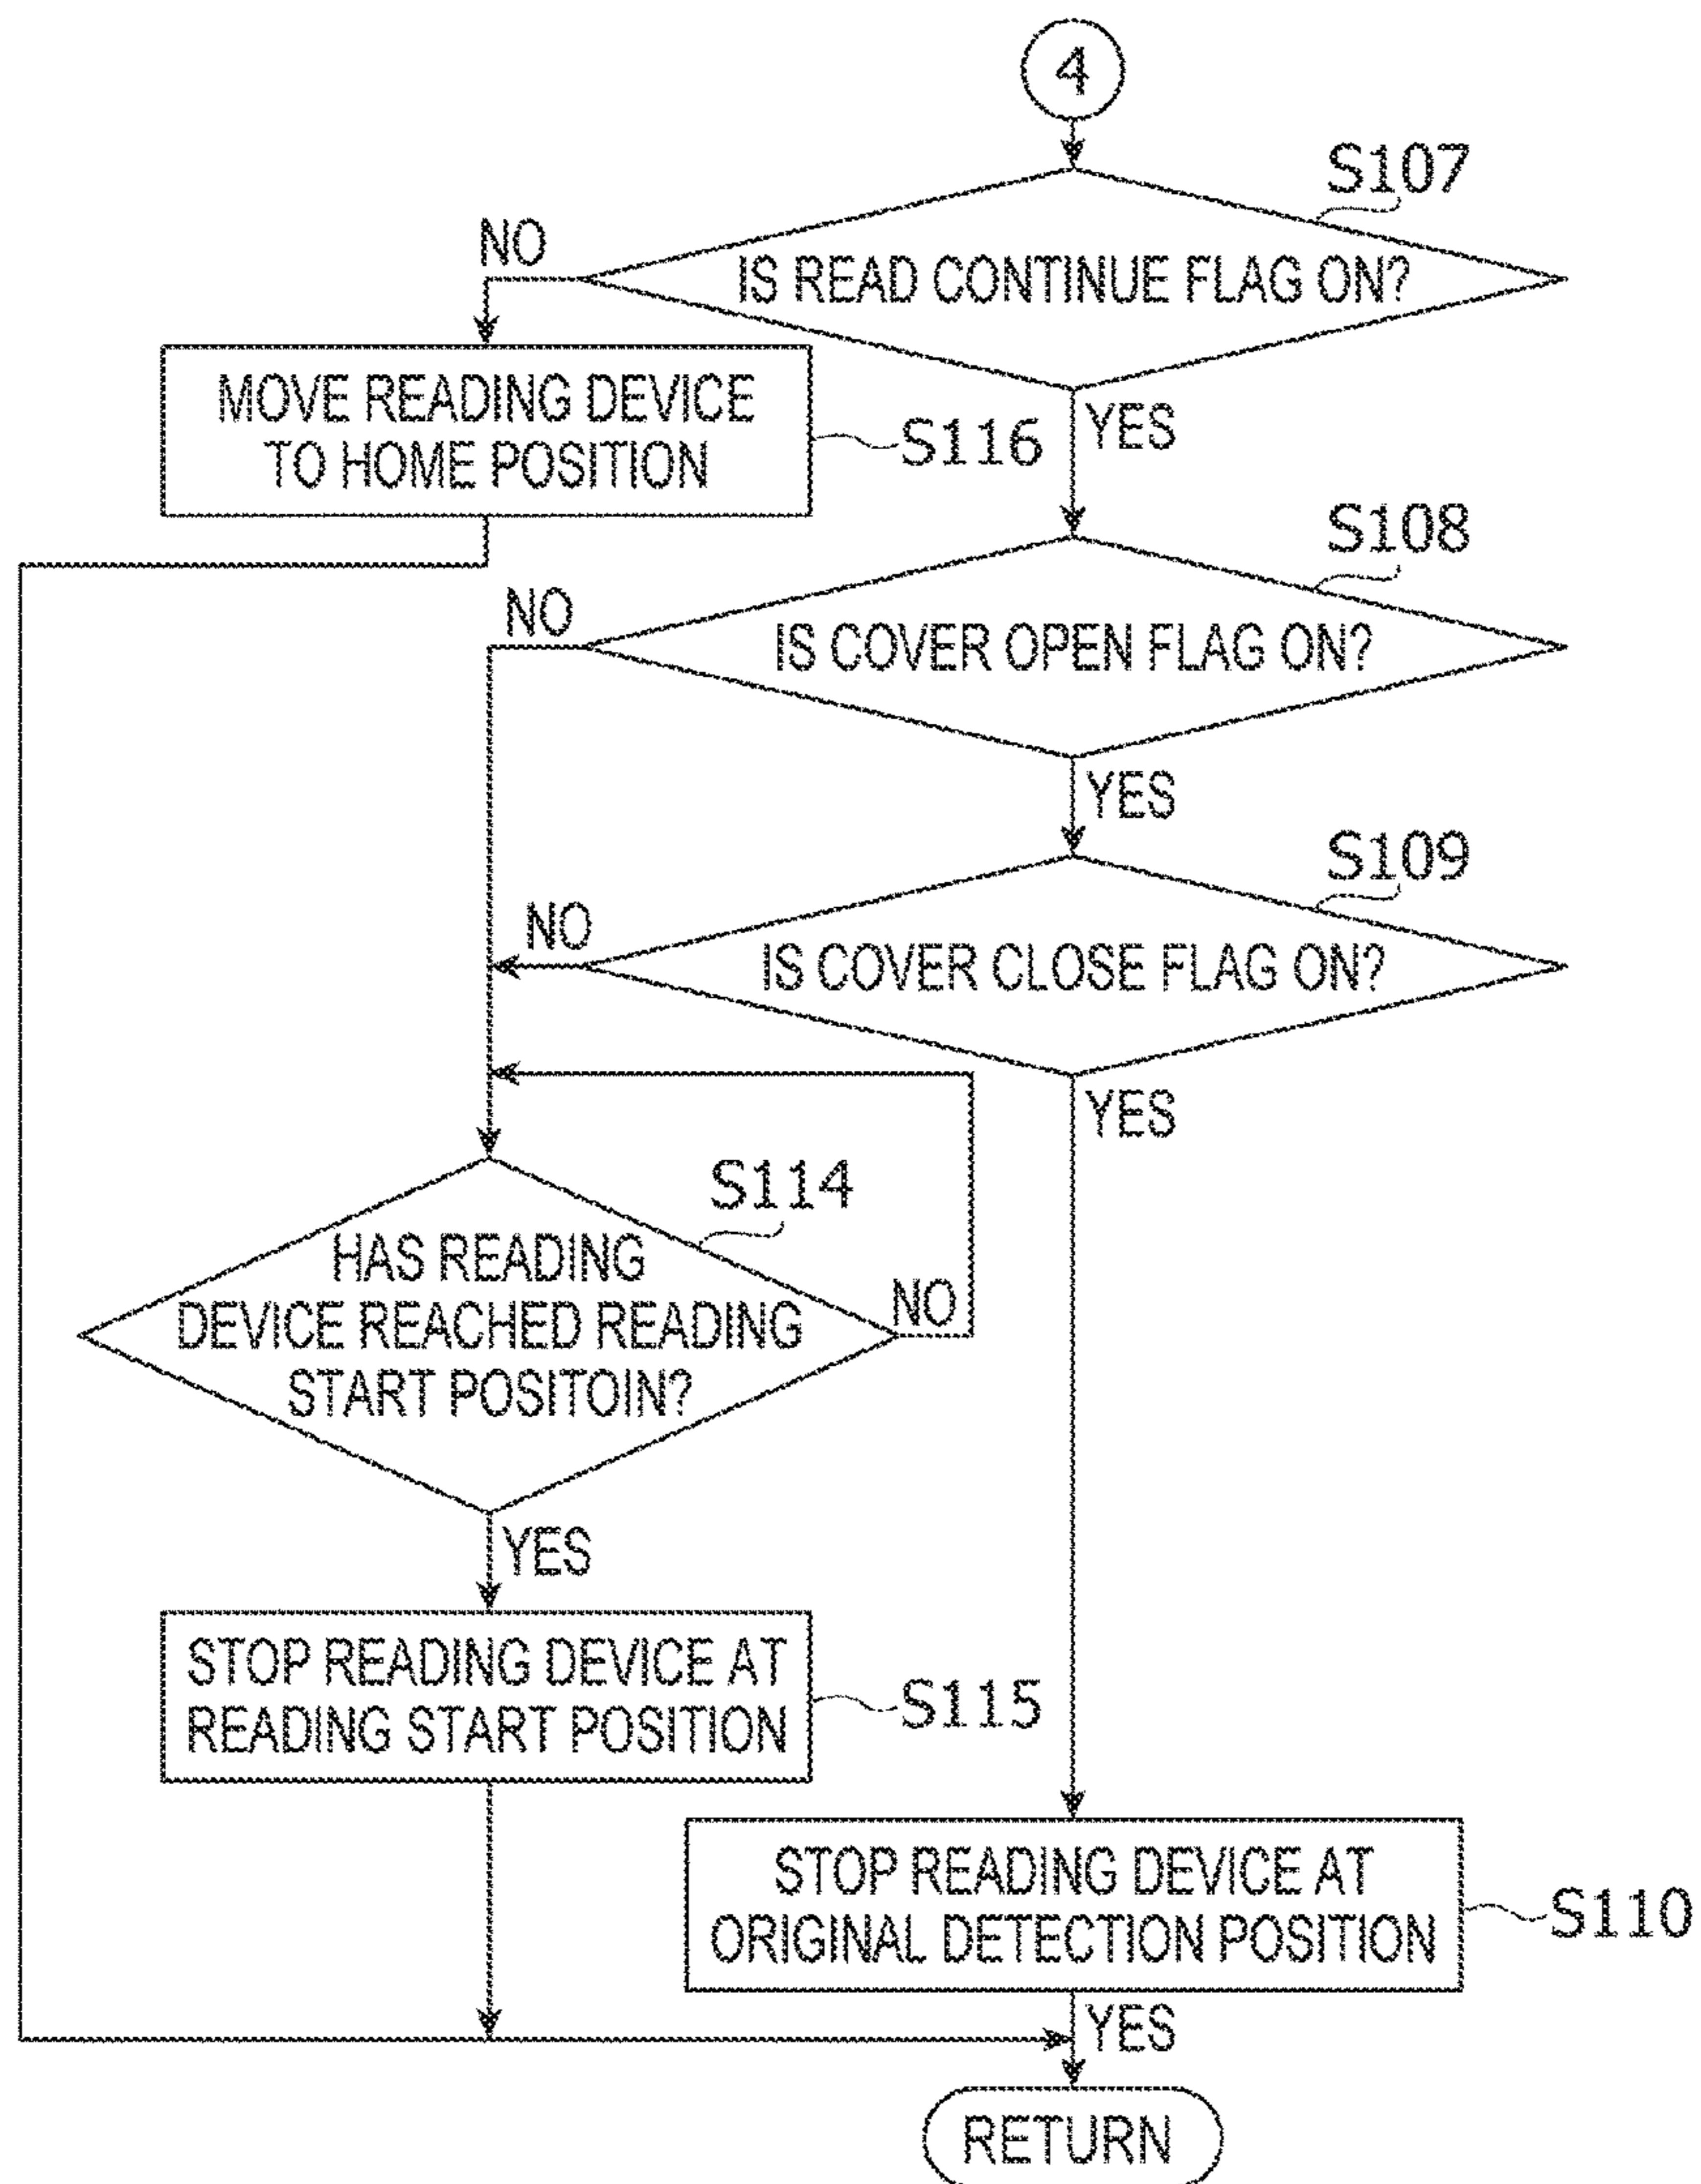 4
S107
NO
IS READ CONTINUE FLAG ON?
MOVE READING DEVICE
TO HOME POSITION
S116
YES
S108
NO
IS COVER OPEN FLAG ON?
YES
S109
NO
IS COVER CLOSE FLAG ON?
YES
S114
HAS READING
DEVICE REACHED READING
START POSITOIN?
NO
YES
STOP READING DEVICE AT
READING START POSITION
S115
STOP READING DEVICE AT
ORIGINAL DETECTION POSITION
S110
YES
RETURN